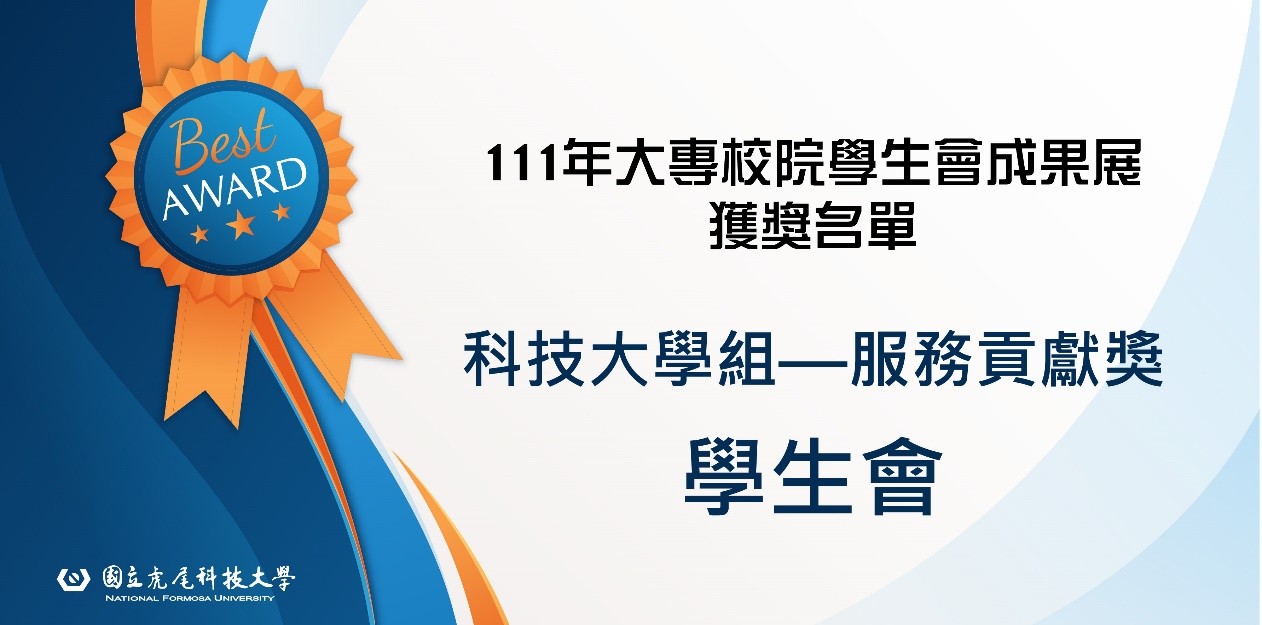 Best
AWARD
111年大專校院學生會成果展
獲獎名單
科技大學組—服務貢獻獎
學生會
國立虎尾科技大學
NATIONAL FORMOSA UNIVERSITY